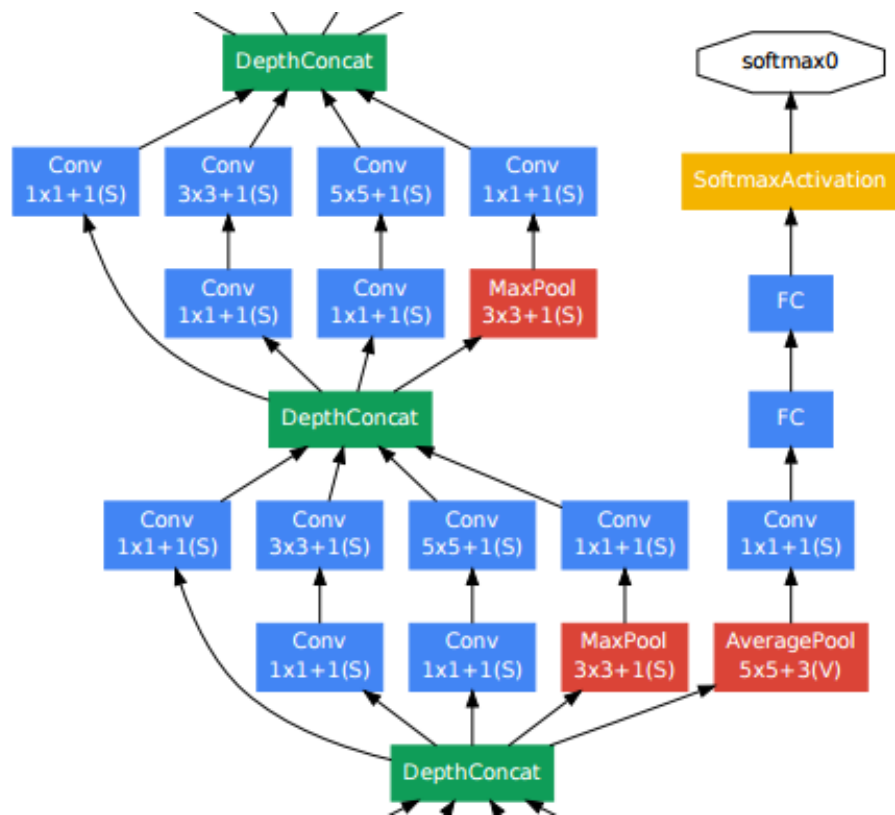 DepthConcat
softmax0
Conv
1x1+1(S)
Conv
3x3+1(S)
Conv
5x5+1(S)
Conv
1x1+1(S)
SoftmaxActivation
Conv
1x1+1(S)
Conv
1x1+1(S)
MaxPool
3x3+1(S)
FC
DepthConcat
FC
Conv
1x1+1(S)
Conv
3x3+1(S)
Conv
5x5+1(S)
Conv
1x1+1(S)
Conv
1x1+1(S)
Conv
1x1+1(S)
Conv
1x1+1(S)
MaxPool
3x3+1(S)
AveragePool
5x5+3(V)
DepthConcat